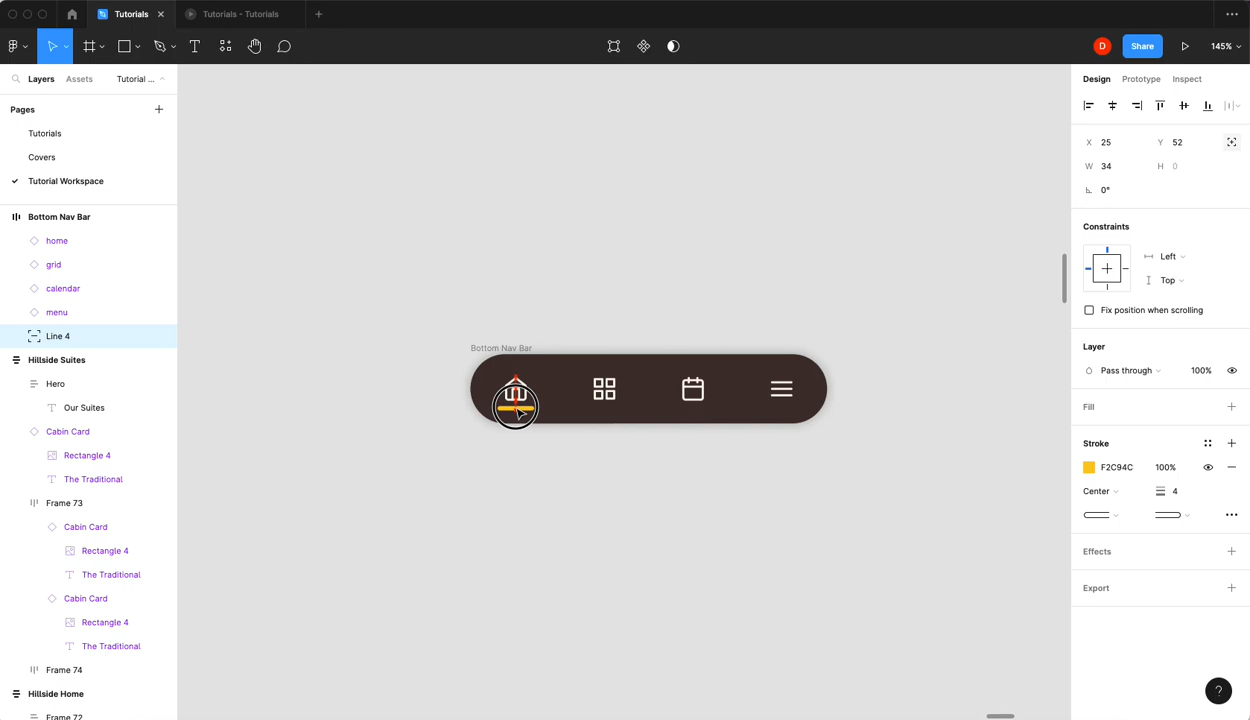 Tutorials
Tutorials - Tutorials
D
Share
145%
Layers
Assets
Tutorial ...
Pages
Tutorials
Covers
Tutorial Workspace
Bottom Nav Bar
home
grid
calendar
menu
Line 4
Hillside Suites
Hero
Our Suites
Cabin Card
Rectangle 4
The Traditional
Frame 73
Cabin Card
Rectangle 4
The Traditional
Cabin Card
Rectangle 4
The Traditional
Frame 74
Hillside Home
Frame 72
Bottom Nav Bar
Design
Prototype
Inspect
X 25
Y 52
W 34
H 0
0°
Constraints
Left
Top
Fix position when scrolling
Layer
Pass through
100%
Fill
Stroke
F2C94C
100%
Center
4
Effects
Export
?